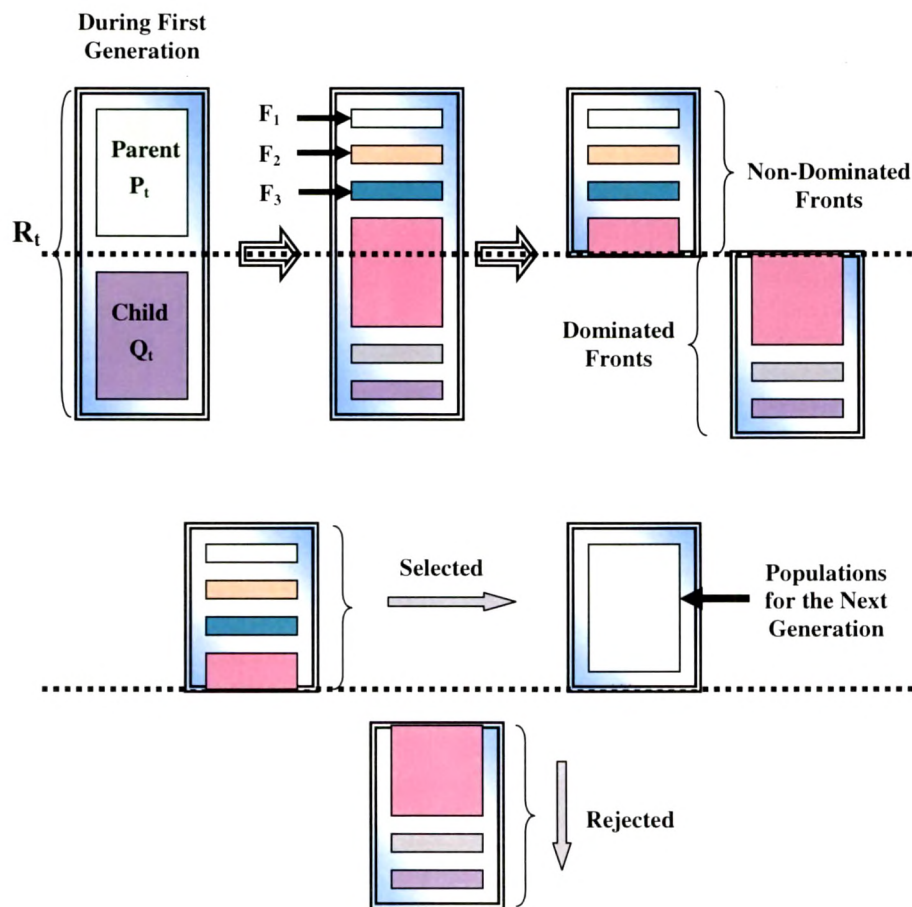 During First
Generation
F₁
F₂
F₃
Parent
Pₜ
Rₜ
Child
Qₜ
Non-Dominated
Fronts
Dominated
Fronts
Selected
Populations
for the Next
Generation
Rejected